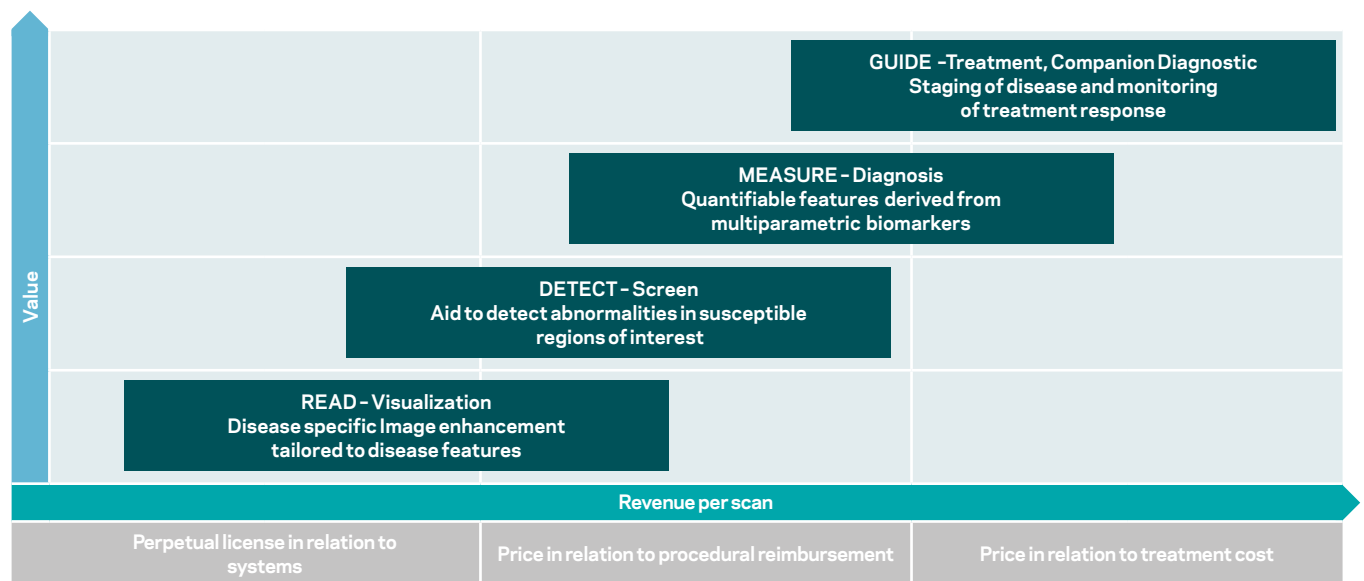 GUIDE –Treatment, Companion Diagnostic
Staging of disease and monitoring
of treatment response
MEASURE – Diagnosis
Quantifiable features derived from
multiparametric biomarkers
DETECT – Screen
Aid to detect abnormalities in susceptible
regions of interest
READ – Visualization
Disease specific Image enhancement
tailored to disease features
Value
Revenue per scan
Perpetual license in relation to
systems
Price in relation to procedural reimbursement
Price in relation to treatment cost